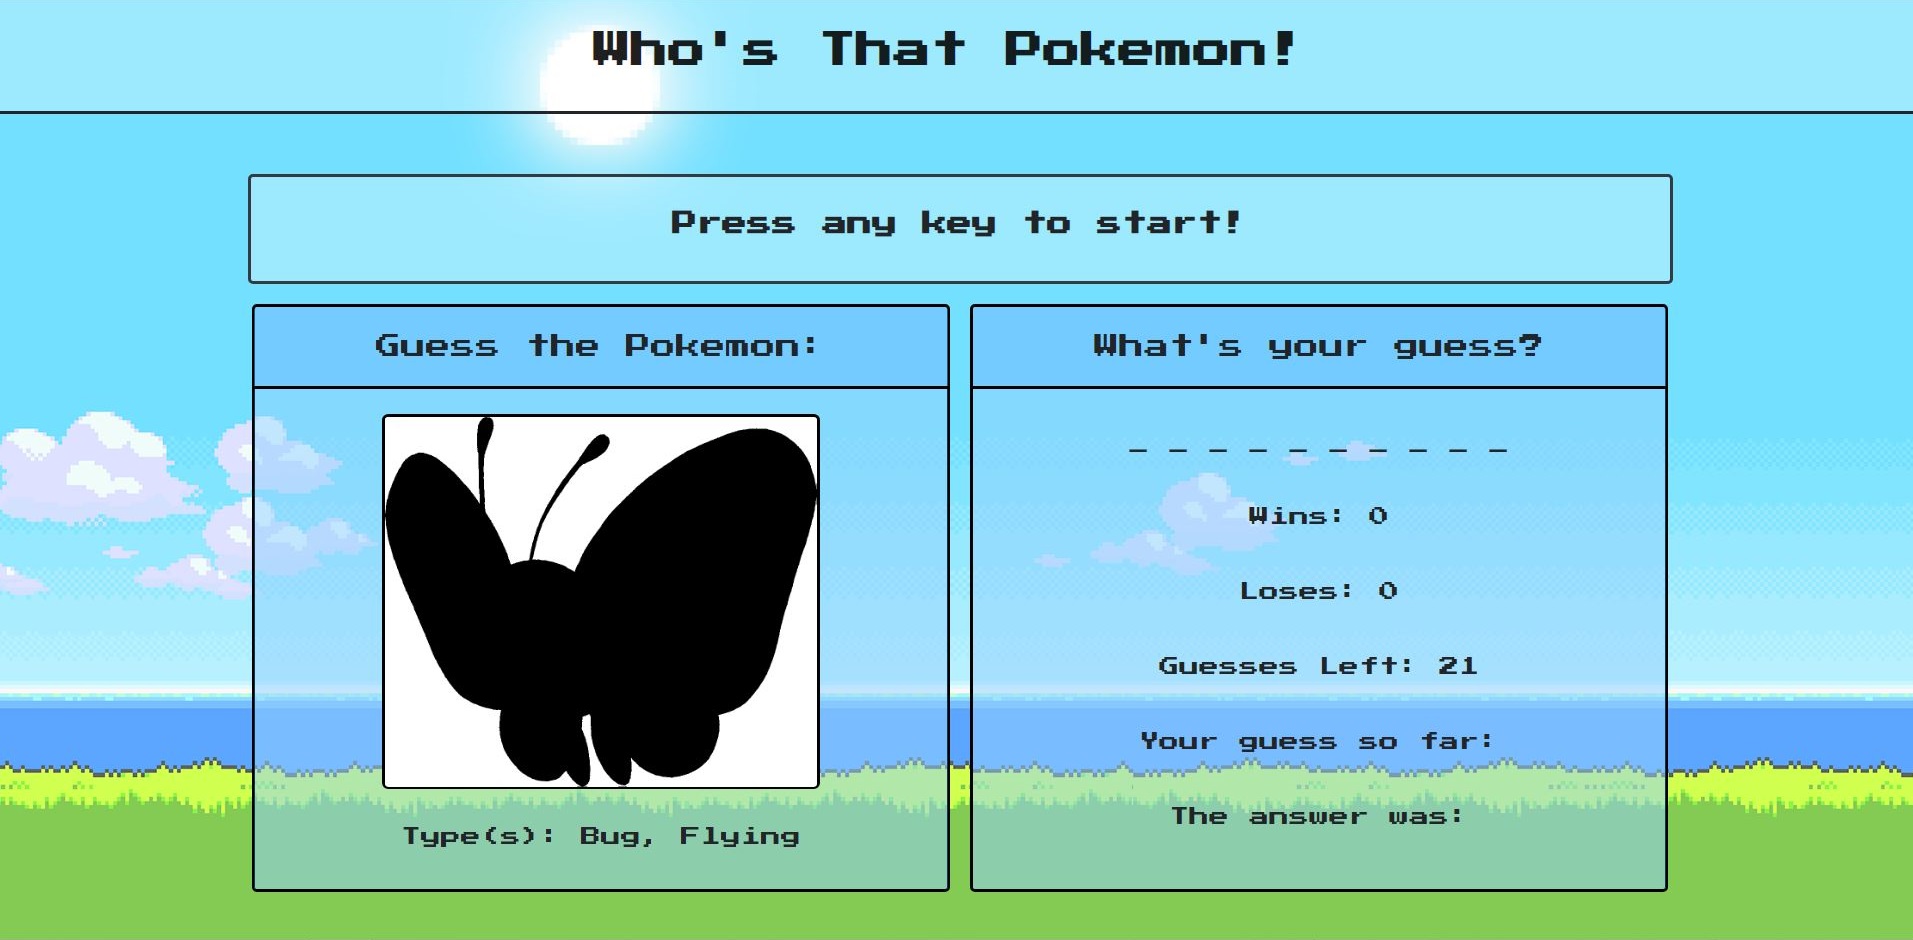 Who's That Pokemon!
Press any key to start!
Guess the Pokemon:
Type(s): Bug, Flying
What's your guess?
_ _ _ _ _ _ _ _ _ _
Wins: 0
Loses: 0
Guesses Left: 21
Your guess so far:
The answer was: